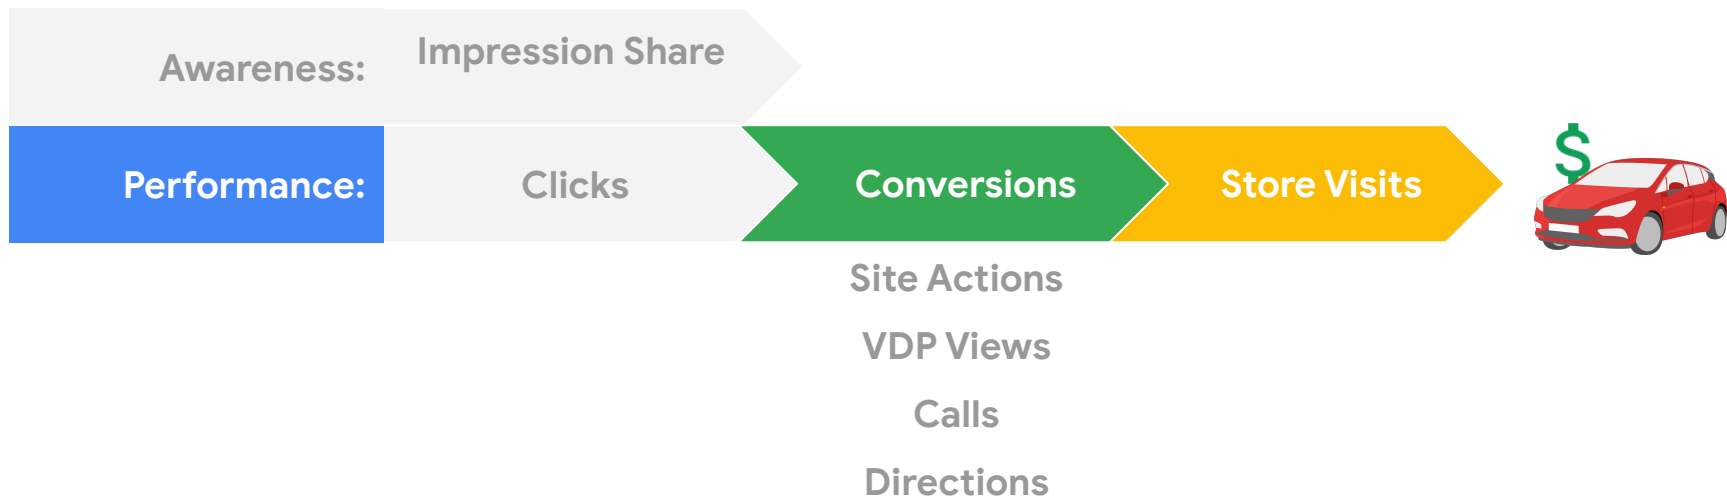 Awareness:
Impression Share
Performance:
Clicks
Conversions
Store Visits
$
Site Actions
VDP Views
Calls
Directions